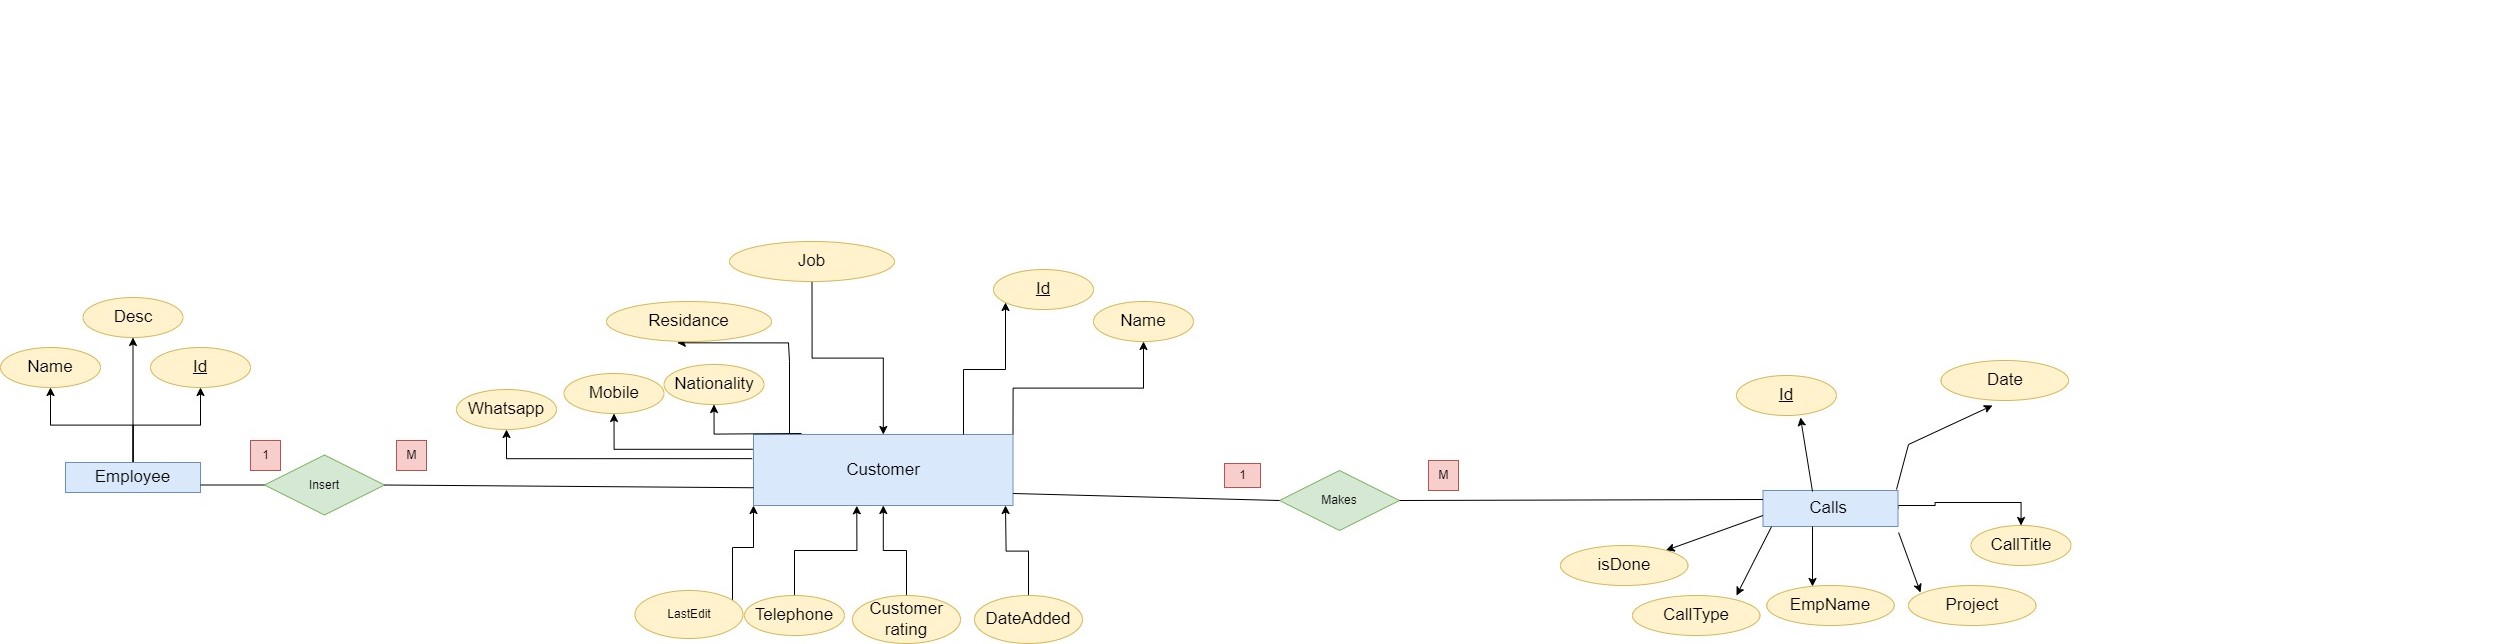 Job
Id
Desc
Residance
Name
Name
Id
Mobile
Nationality
Whatsapp
Date
Id
1
M
Employee
Insert
Customer
1
M
Makes
Calls
CallTitle
isDone
LastEdit
Telephone
Customer
rating
DateAdded
CallType
EmpName
Project